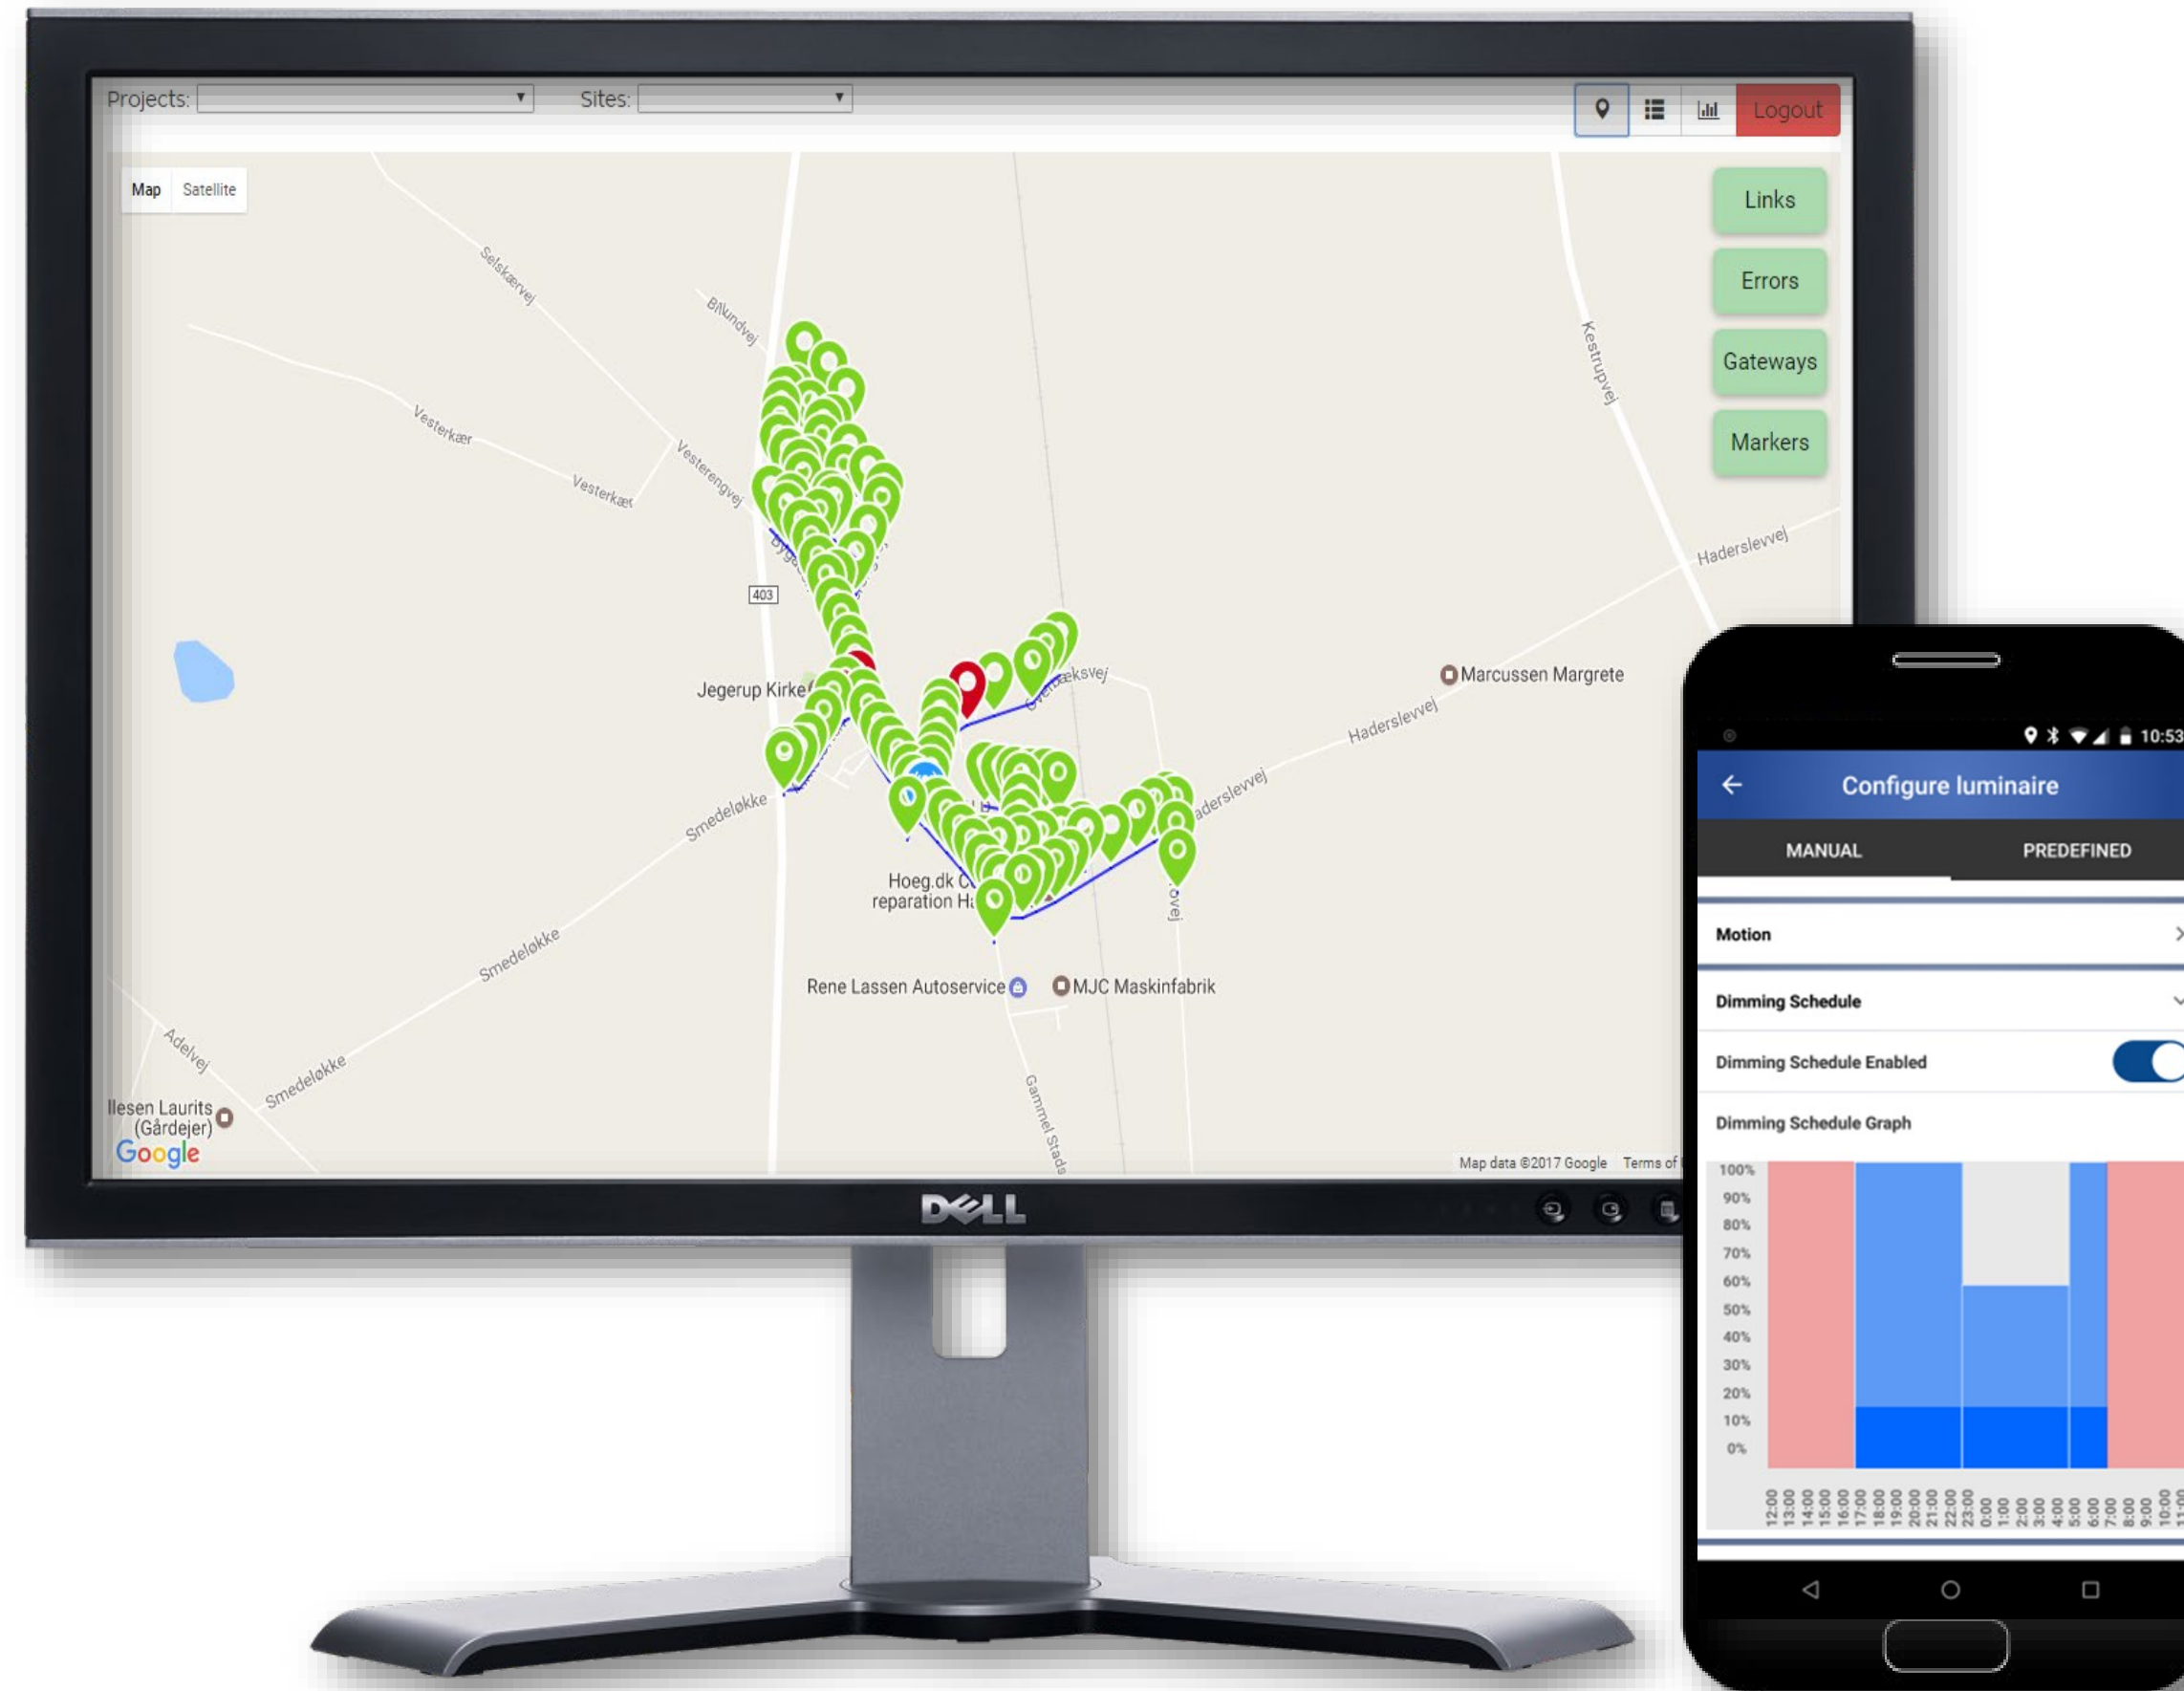 Projects:
Sites:
Logout
Map
Satellite
Links
Errors
Gateways
Markers
Selskærvej
Billundvej
Vesterkær
Vesterkær
Vesterengvej
Kestrupvej
Haderslevvej
403
Jegerup Kirke
Marcussen Margrete
Haderslevvej
Smedeløkke
Hoeg.dk
reparation
Smedeløkke
Rene Lassen Autoservice
MJC Maskinfabrik
Adelvej
Smedeløkke
Gammel Stads
Laurits
(Gårdejer)
Google
Map data ©2017 Google
Terms of
DELL
10:53
Configure luminaire
MANUAL
PREDEFINED
Motion
Dimming Schedule
Dimming Schedule Enabled
Dimming Schedule Graph
100%
90%
80%
70%
60%
50%
40%
30%
20%
10%
0%
12:00
13:00
14:00
15:00
16:00
17:00
18:00
19:00
20:00
21:00
22:00
23:00
0:00
1:00
2:00
3:00
4:00
5:00
6:00
7:00
8:00
9:00
10:00
11:00